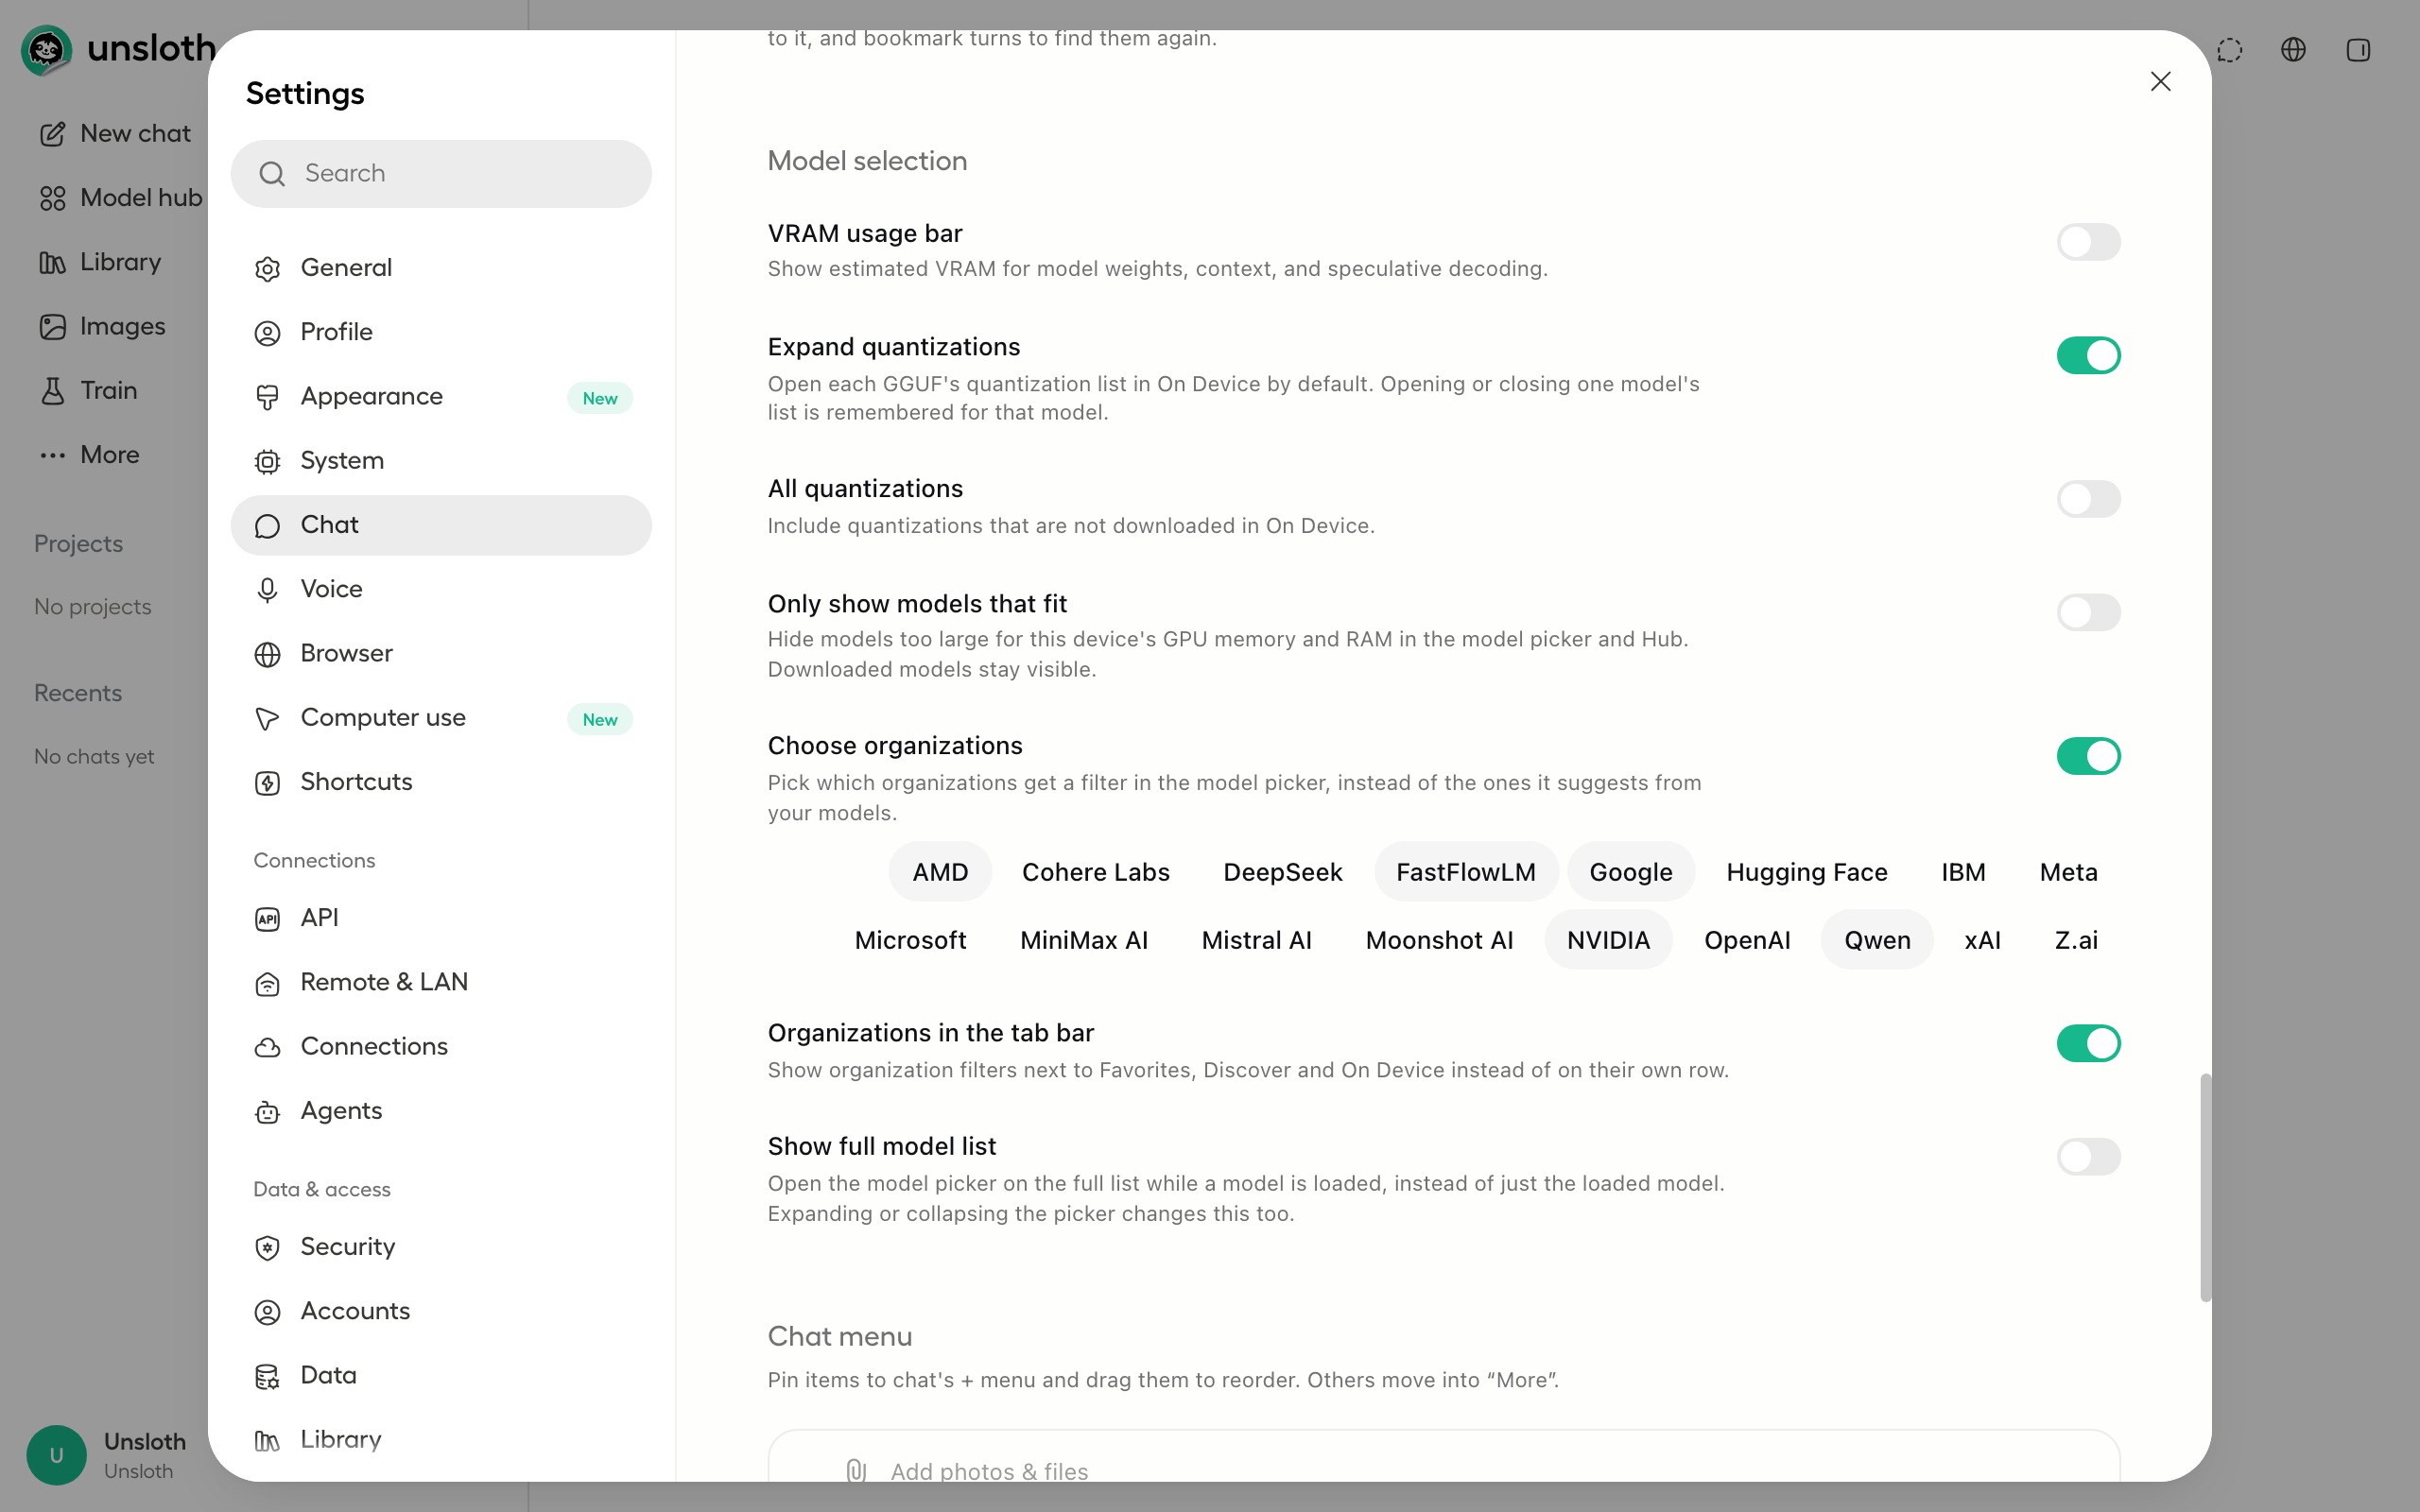 unsloth
New chat
Model hub
Library
Images
Train
More
Projects
No projects
Recents
No chats yet
U
Unsloth
Unsloth
Settings
Search
General
Profile
Appearance
New
System
Chat
Voice
Browser
Computer use
New
Shortcuts
Connections
API
API
Remote & LAN
Connections
Agents
Data & access
Security
Accounts
Data
Library
to it, and bookmark turns to find them again.
Model selection
VRAM usage bar
Show estimated VRAM for model weights, context, and speculative decoding.
Expand quantizations
Open each GGUF's quantization list in On Device by default. Opening or closing one model's
list is remembered for that model.
All quantizations
Include quantizations that are not downloaded in On Device.
Only show models that fit
Hide models too large for this device's GPU memory and RAM in the model picker and Hub.
Downloaded models stay visible.
Choose organizations
Pick which organizations get a filter in the model picker, instead of the ones it suggests from
your models.
AMD Cohere Labs DeepSeek FastFlowLM Google Hugging Face IBM Meta
Microsoft MiniMax AI Mistral AI Moonshot AI NVIDIA OpenAI Qwen xAI Z.ai
Organizations in the tab bar
Show organization filters next to Favorites, Discover and On Device instead of on their own row.
Show full model list
Open the model picker on the full list while a model is loaded, instead of just the loaded model.
Expanding or collapsing the picker changes this too.
Chat menu
Pin items to chat's + menu and drag them to reorder. Others move into “More”.
Add photos & files